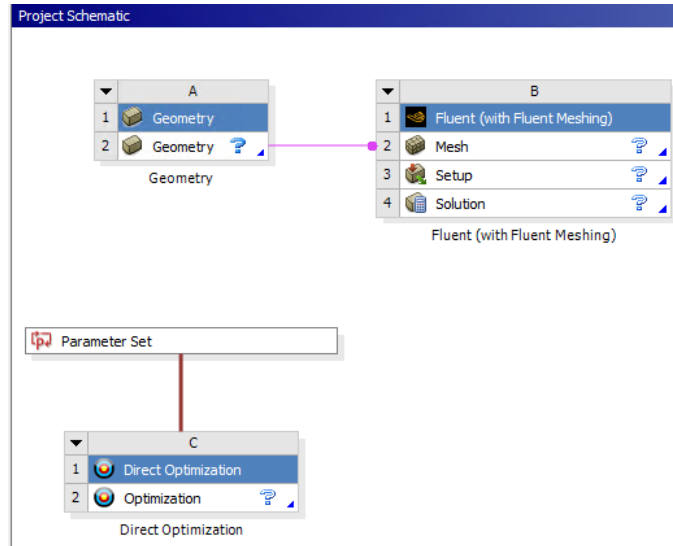 Project Schematic
A
1 Geometry
2 Geometry ?
Geometry
B
1 Fluent (with Fluent Meshing)
2 Mesh ?
3 Setup ?
4 Solution ?
Fluent (with Fluent Meshing)
p Parameter Set
C
1 Direct Optimization
2 Optimization ?
Direct Optimization